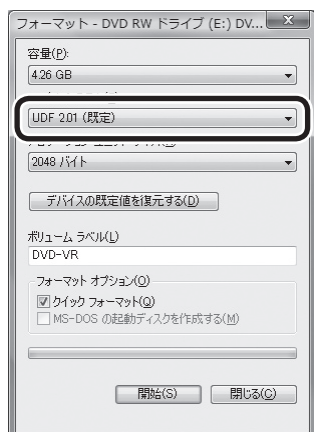 フォーマット - DVD RW ドライブ (E:) DV...
容量(P):
4.26 GB
UDF 2.01 (既定)
2048 バイト
デバイスの既定値を復元する(D)
ボリューム ラベル(L)
DVD-VR
フォーマット オプション(O)
クイック フォーマット(Q)
MS-DOS の起動ディスクを作成する(M)
開始(S)
閉じる(C)